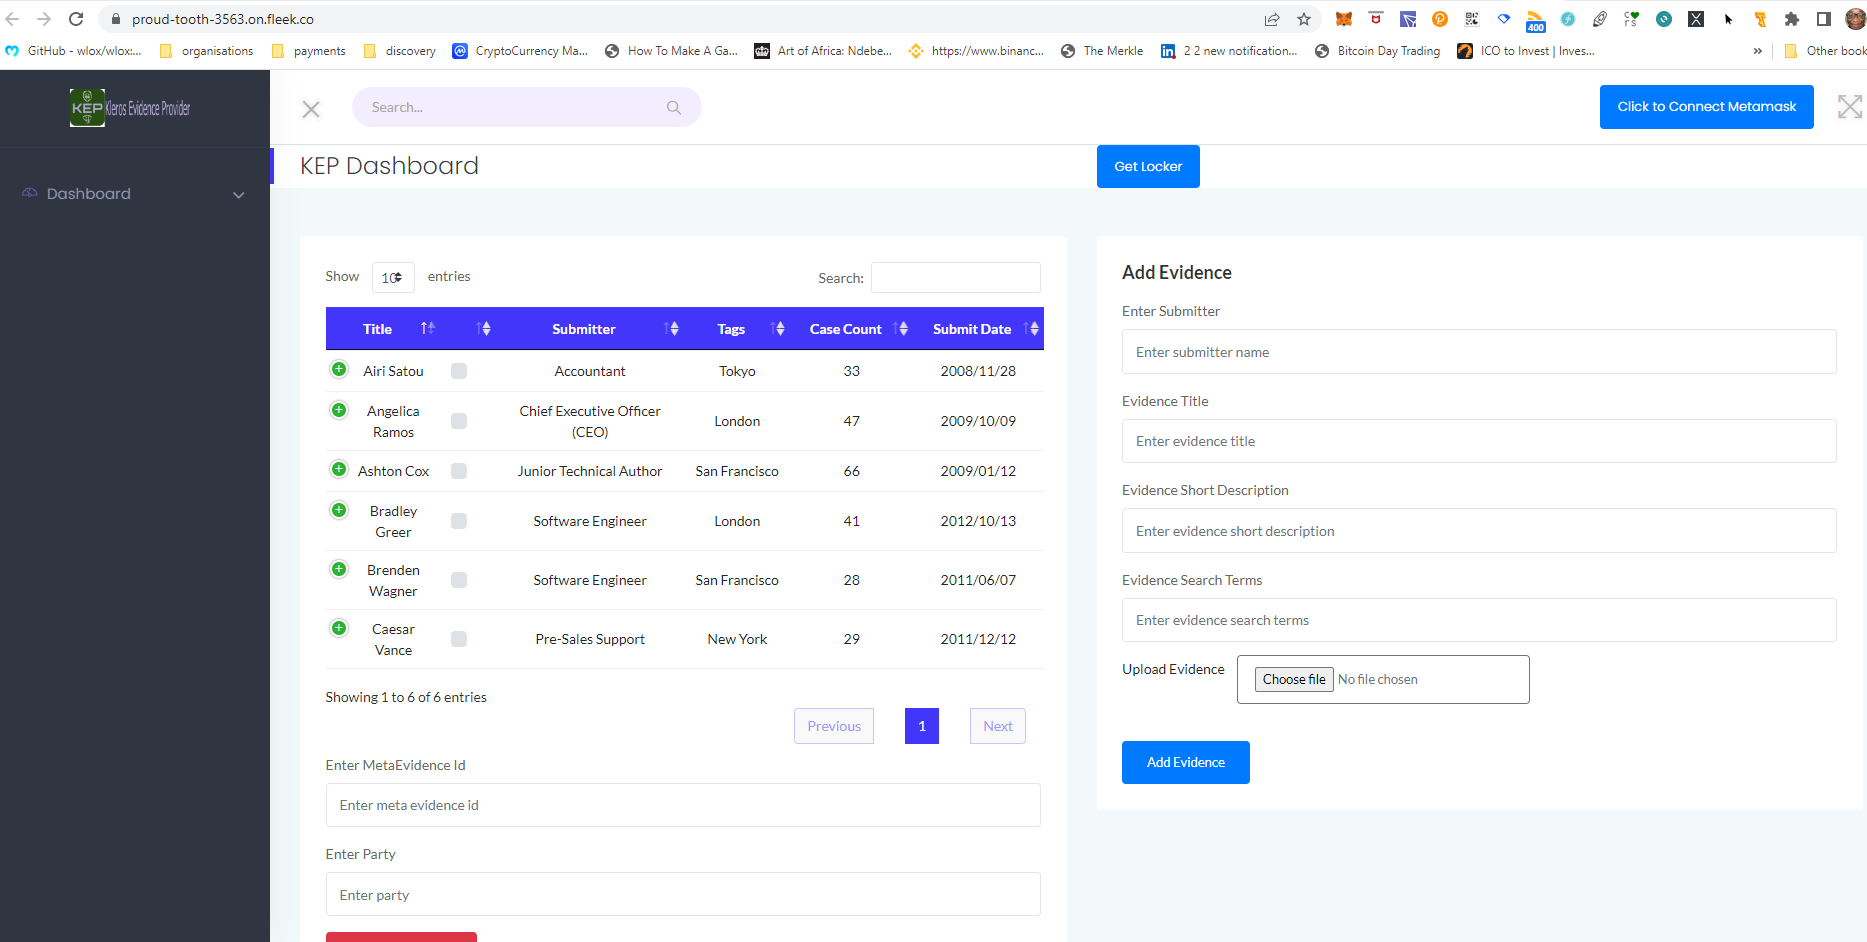 proud-tooth-3563.on.fleek.co
400
GitHub - wlox/wlox:...
organisations
payments
discovery
CryptoCurrency Ma...
How To Make A Ga...
Art of Africa: Ndebe...
https://www.binanc...
The Merkle
2 2 new notification...
Bitcoin Day Trading
ICO to Invest | Inves...
»
Other book
KEP
Kleros Evidence Provider
Search...
Click to Connect Metamask
KEP Dashboard
Get Locker
Dashboard
Show 10 entries
Search:
Title Submitter Tags Case Count Submit Date
Airi Satou Accountant Tokyo 33 2008/11/28
Angelica Ramos Chief Executive Officer (CEO) London 47 2009/10/09
Ashton Cox Junior Technical Author San Francisco 66 2009/01/12
Bradley Greer Software Engineer London 41 2012/10/13
Brenden Wagner Software Engineer San Francisco 28 2011/06/07
Caesar Vance Pre-Sales Support New York 29 2011/12/12
Showing 1 to 6 of 6 entries
Previous 1 Next
Enter MetaEvidence Id
Enter meta evidence id
Enter Party
Enter party
Add Evidence
Enter Submitter
Enter submitter name
Evidence Title
Enter evidence title
Evidence Short Description
Enter evidence short description
Evidence Search Terms
Enter evidence search terms
Upload Evidence Choose file No file chosen
Add Evidence